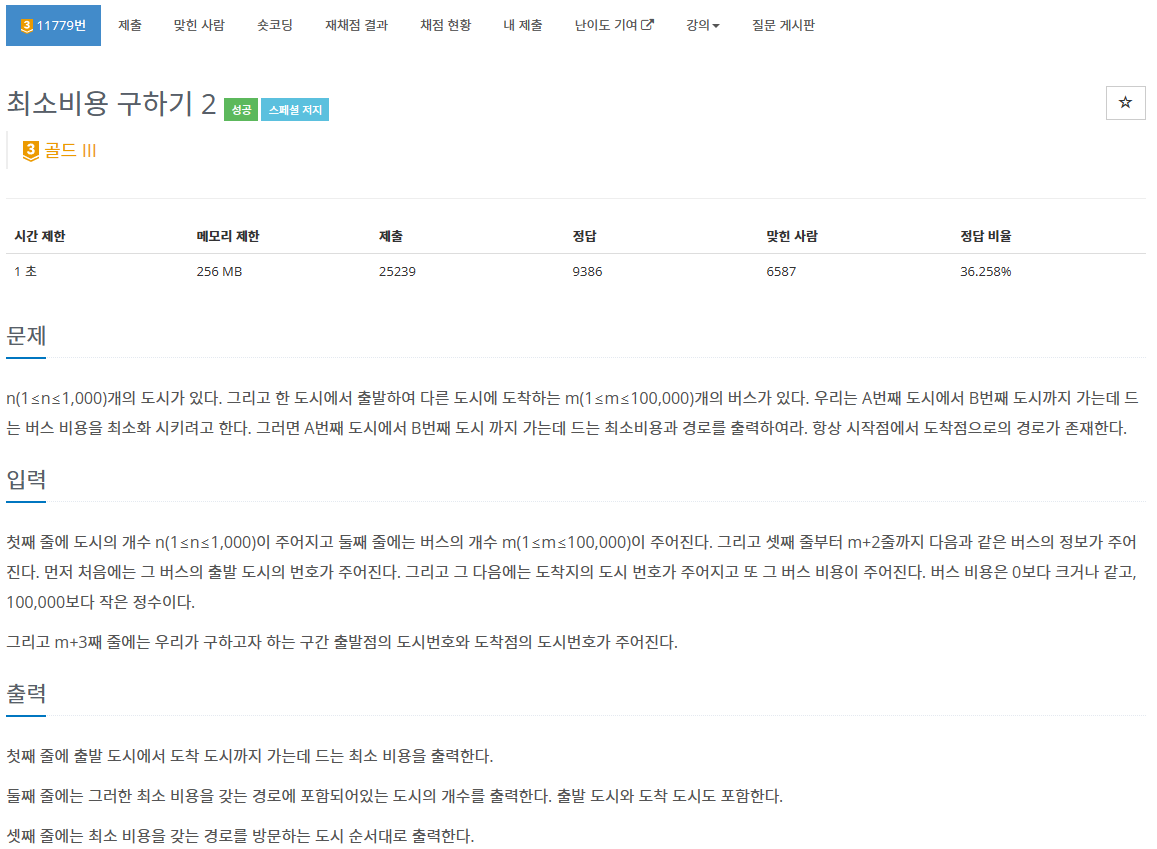 3 11779번 제출 맞힌 사람 숏코딩 재채점 결과 채점 현황 내 제출 난이도 기여 강의 질문 게시판
최소비용 구하기 2 성공 스페셜 저지
3 골드 III
시간 제한 메모리 제한 제출 정답 맞힌 사람 정답 비율
1 초 256 MB 25239 9386 6587 36.258%
문제
n(1≤n≤1,000)개의 도시가 있다. 그리고 한 도시에서 출발하여 다른 도시에 도착하는 m(1≤m≤100,000)개의 버스가 있다. 우리는 A번째 도시에서 B번째 도시까지 가는데 드
는 버스 비용을 최소화 시키려고 한다. 그러면 A번째 도시에서 B번째 도시 까지 가는데 드는 최소비용과 경로를 출력하여라. 항상 시작점에서 도착점으로의 경로가 존재한다.
입력
첫째 줄에 도시의 개수 n(1≤n≤1,000)이 주어지고 둘째 줄에는 버스의 개수 m(1≤m≤100,000)이 주어진다. 그리고 셋째 줄부터 m+2줄까지 다음과 같은 버스의 정보가 주어
진다. 먼저 처음에는 그 버스의 출발 도시의 번호가 주어진다. 그리고 그 다음에는 도착지의 도시 번호가 주어지고 또 그 버스 비용이 주어진다. 버스 비용은 0보다 크거나 같고,
100,000보다 작은 정수이다.
그리고 m+3째 줄에는 우리가 구하고자 하는 구간 출발점의 도시번호와 도착점의 도시번호가 주어진다.
출력
첫째 줄에 출발 도시에서 도착 도시까지 가는데 드는 최소 비용을 출력한다.
둘째 줄에는 그러한 최소 비용을 갖는 경로에 포함되어있는 도시의 개수를 출력한다. 출발 도시와 도착 도시도 포함한다.
셋째 줄에는 최소 비용을 갖는 경로를 방문하는 도시 순서대로 출력한다.